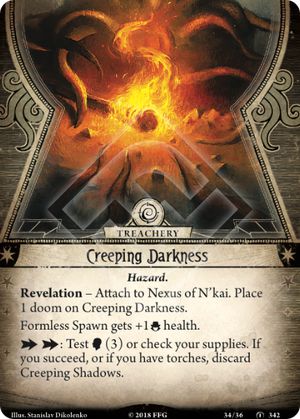 TREACHERY
Creeping Darkness
Hazard.
Revelation – Attach to Nexus of N'kai. Place
1 doom on Creeping Darkness.
Formless Spawn gets +1 health.
: Test (3) or check your supplies. If
you succeed, or if you have torches, discard
Creeping Shadows.
Illus. Stanislav Dikolenko
© 2018 FFG
34/36
342